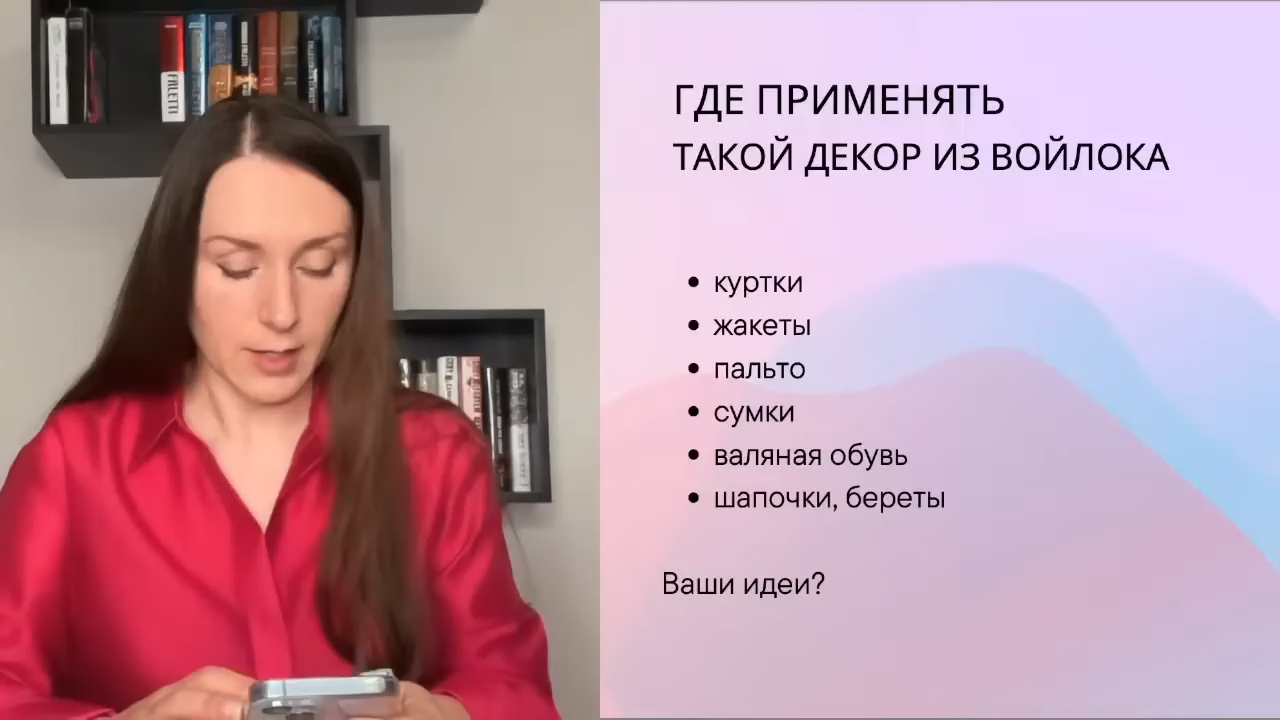 FALETTI
ГДЕ ПРИМЕНЯТЬ
ТАКОЙ ДЕКОР ИЗ ВОЙЛОКА
• куртки
• жакеты
• пальто
• сумки
• валяная обувь
• шапочки, береты
Ваши идеи?